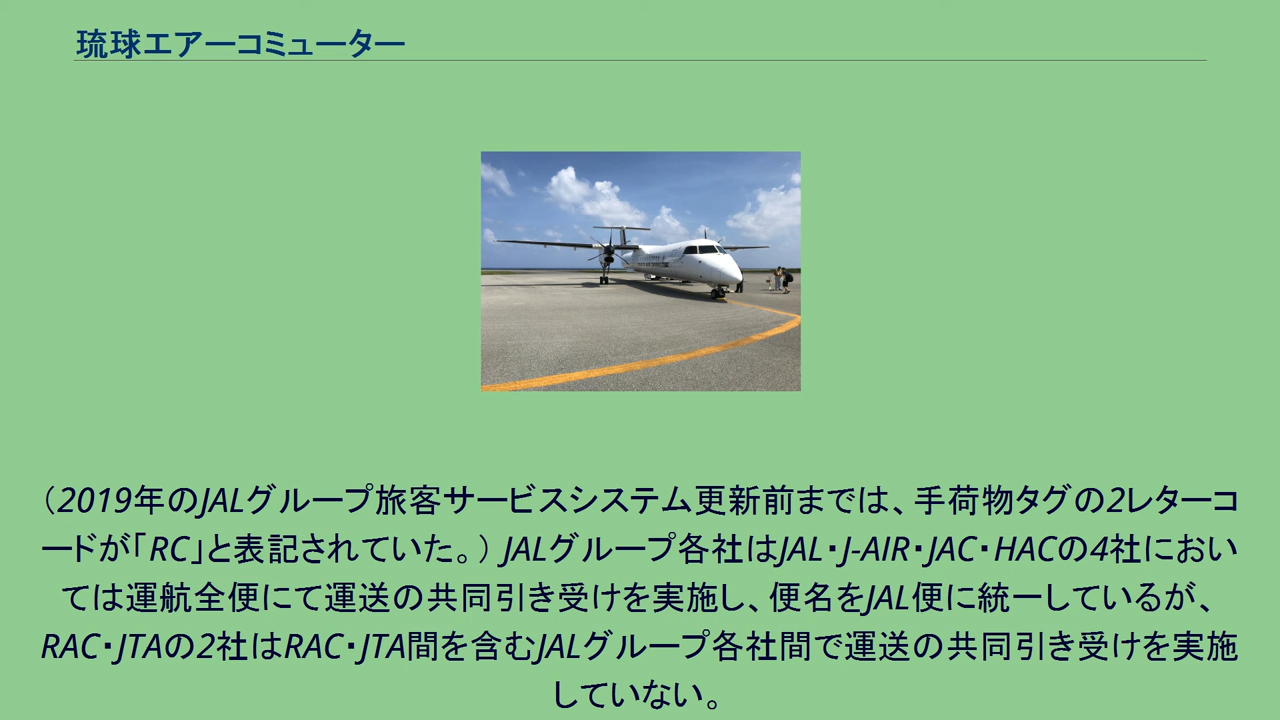 琉球エアーコミューター
（2019年のJALグループ旅客サービスシステム更新前までは、手荷物タグの2レターコ
ードが「RC」と表記されていた。）JALグループ各社はJAL・J-AIR・JAC・HACの4社におい
ては運航全便にて運送の共同引き受けを実施し、便名をJAL便に統一しているが、
RAC・JTAの2社はRAC・JTA間を含むJALグループ各社間で運送の共同引き受けを実施
していない。